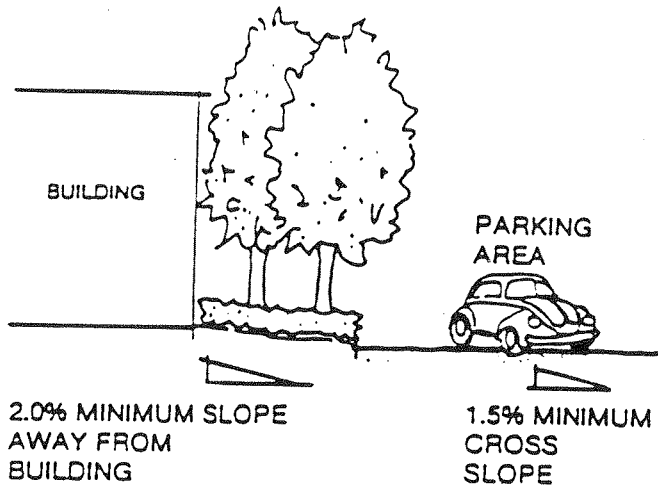 BUILDING
PARKING
AREA
2.0% MINIMUM SLOPE
AWAY FROM
BUILDING
1.5% MINIMUM
CROSS
SLOPE